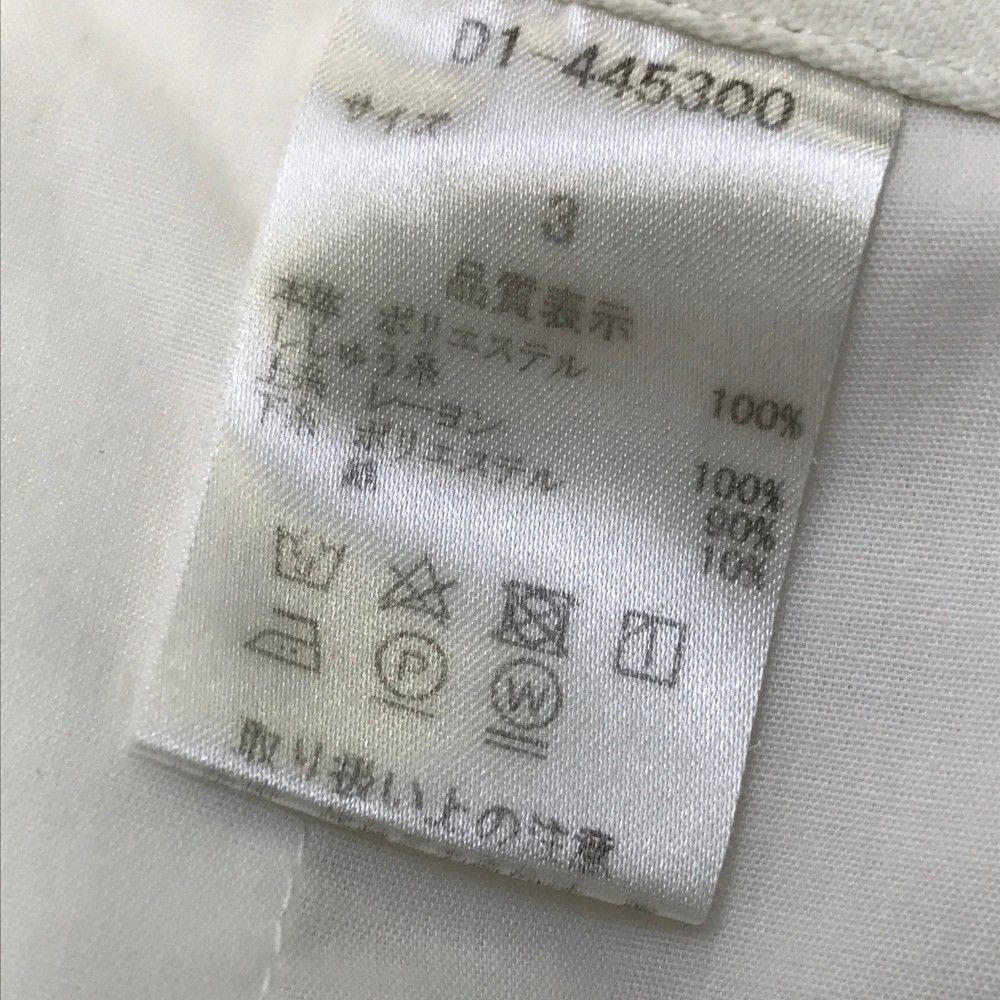 D1-445300
サイズ
3
品質表示
本体 ポリエステル 100%
ししゅう糸
上糸 レーヨン 100%
下糸 ポリエステル 90%
綿 10%
P
W
取り扱い上の注意